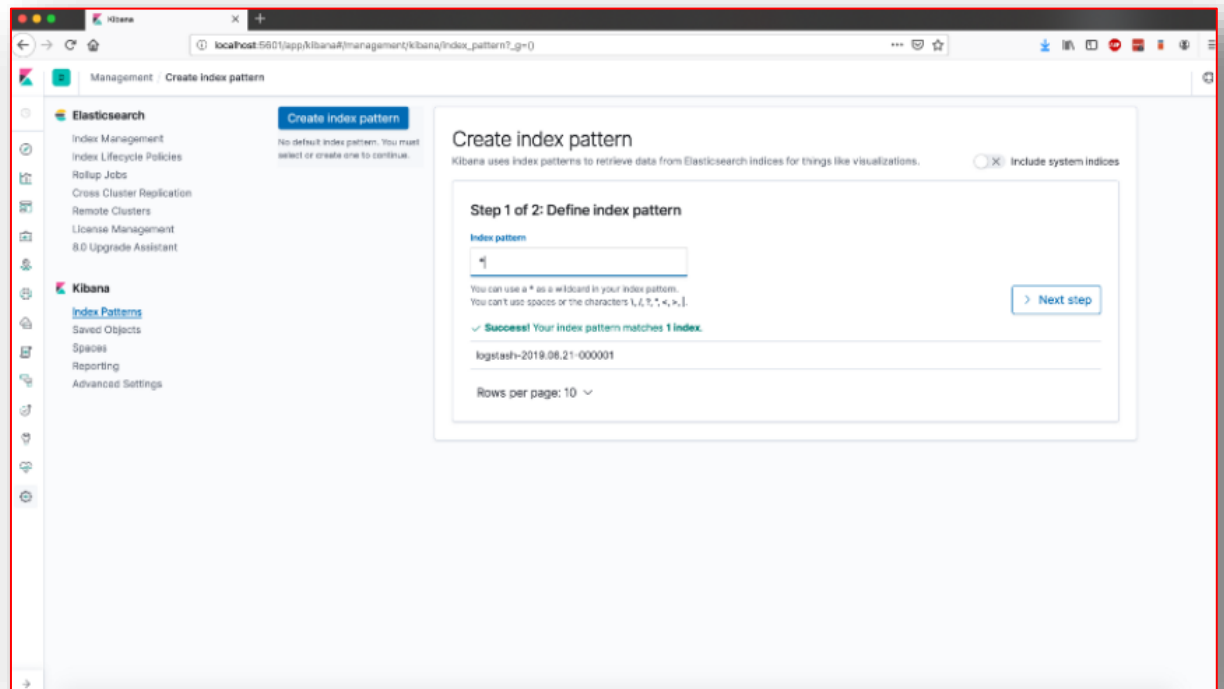 Kibana
localhost:5601/app/kibana#/management/kibana/index_pattern?_g=()
Management / Create index pattern
Elasticsearch
Index Management
Index Lifecycle Policies
Rollup Jobs
Cross Cluster Replication
Remote Clusters
License Management
8.0 Upgrade Assistant
Kibana
Index Patterns
Saved Objects
Spaces
Reporting
Advanced Settings
Create index pattern
No default index pattern. You must
select or create one to continue.
Create index pattern
Kibana uses index patterns to retrieve data from Elasticsearch indices for things like visualizations.
Include system indices
Step 1 of 2: Define index pattern
Index pattern
*
You can use a * as a wildcard in your index pattern.
You can't use spaces or the characters \, /, ?, ", <, >, |.
Next step
Success! Your index pattern matches 1 index.
logstash-2019.06.21-000001
Rows per page: 10